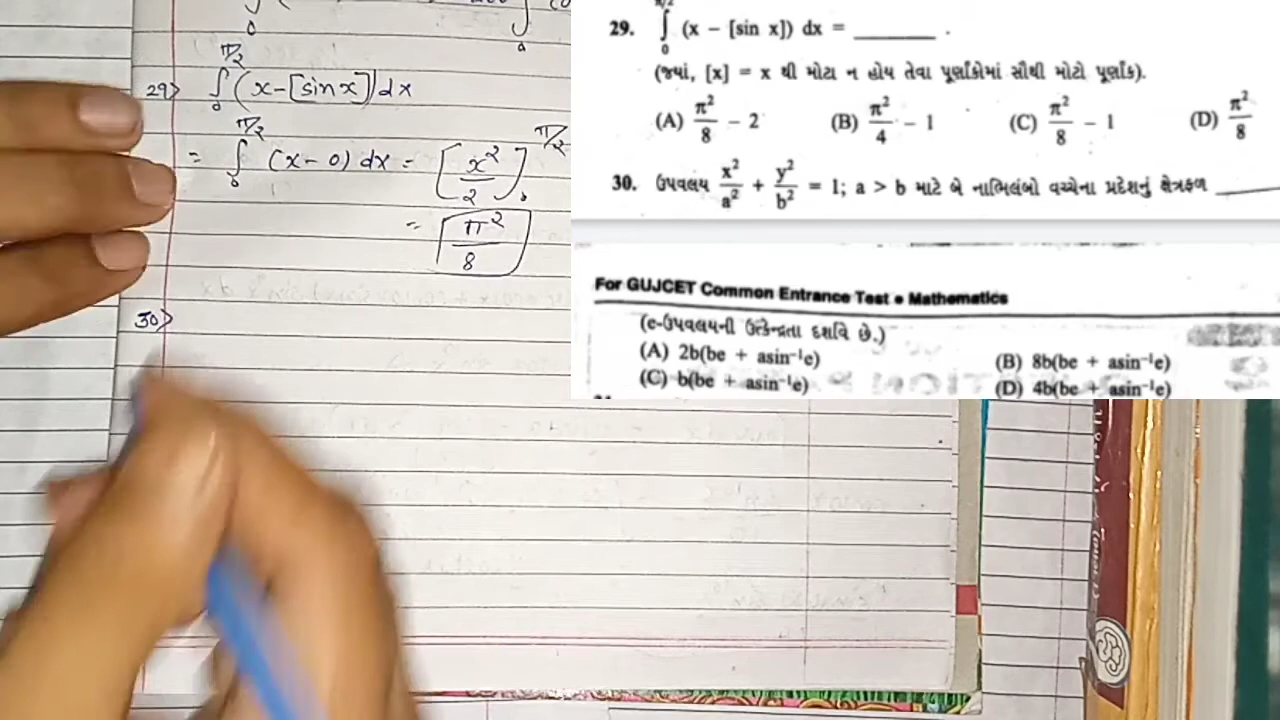 29> ∫₀^π/2 (x-[sinx])dx
= ∫₀^π/2 (x-0) dx = [x²/2]₀^π/2
= π²/8
30>
29. ∫₀^π/2 (x – [sin x]) dx = ______ .
(જ્યાં, [x] = x થી મોટા ન હોય તેવા પૂર્ણાંકોમાં સૌથી મોટો પૂર્ણાંક).
(A) π²/8 – 2 (B) π²/4 – 1 (C) π²/8 – 1 (D) π²/8
30. ઉપવલય x²/a² + y²/b² = 1; a > b માટે બે નાભિલંબો વચ્ચેના પ્રદેશનું ક્ષેત્રફળ ______
For GUJCET Common Entrance Test • Mathematics
(e-ઉપવલયની ઉત્કેન્દ્રતા દર્શાવે છે.)
(A) 2b(be + asin⁻¹e) (B) 8b(be + asin⁻¹e)
(C) b(be + asin⁻¹e) (D) 4b(be + asin⁻¹e)